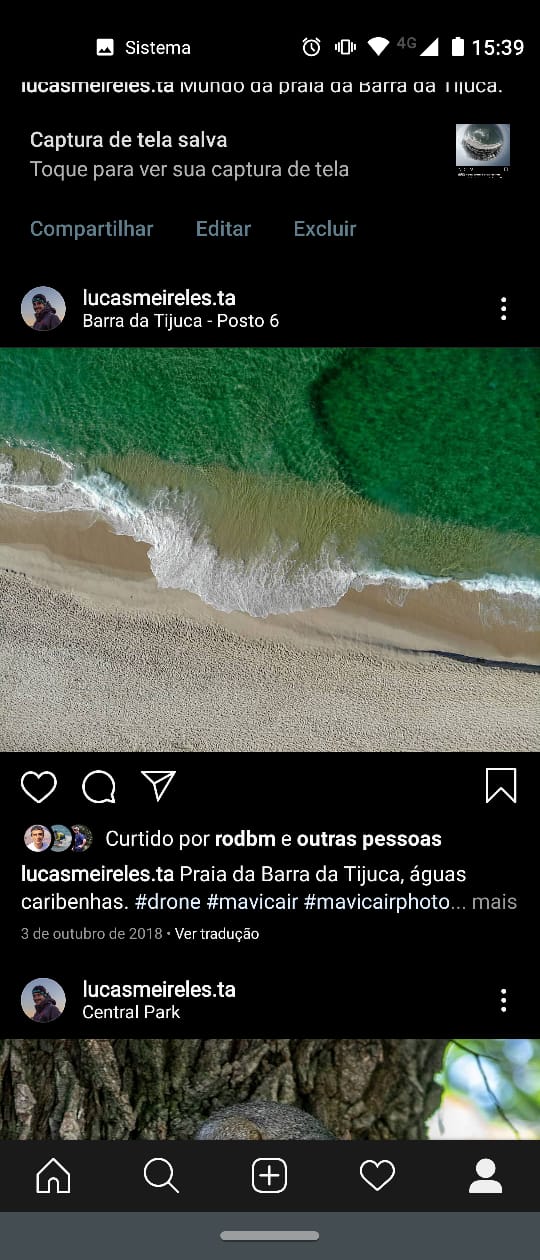 Sistema
4G
15:39
lucasmeireles.ta Mundo da praia da Barra da Tijuca.
Captura de tela salva
Toque para ver sua captura de tela
Compartilhar Editar Excluir
lucasmeireles.ta
Barra da Tijuca - Posto 6
Curtido por rodbm e outras pessoas
lucasmeireles.ta Praia da Barra da Tijuca, águas
caribenhas. #drone #mavicair #mavicairphoto... mais
3 de outubro de 2018 • Ver tradução
lucasmeireles.ta
Central Park